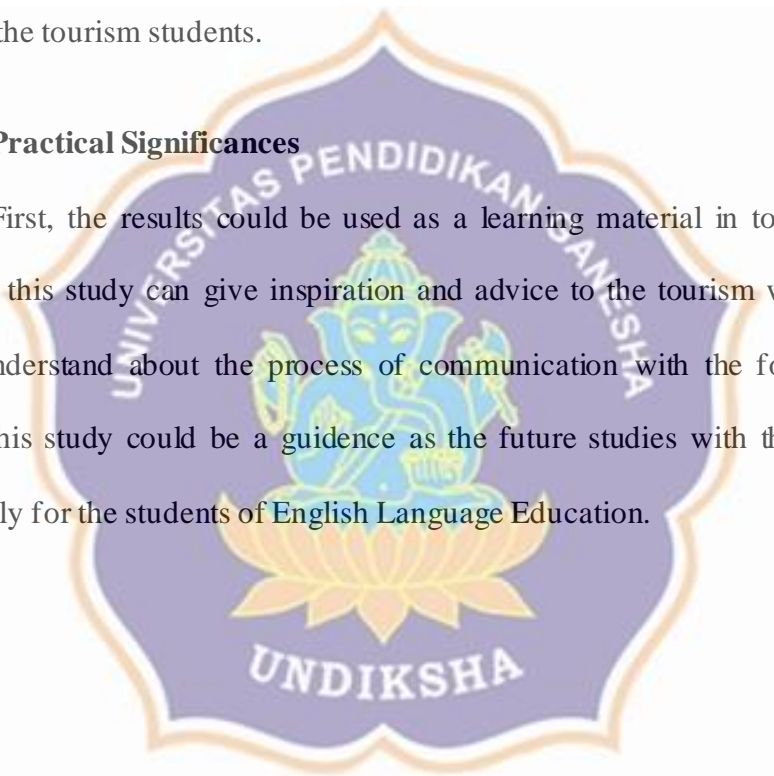 the tourism students.
Practical Significances
First, the results could be used as a learning material in to
this study can give inspiration and advice to the tourism
nderstand about the process of communication with the fo
his study could be a guidance as the future studies with th
ly for the students of English Language Education.
UNIVERSITAS PENDIDIKAN GANESHA
UNDIKSHA